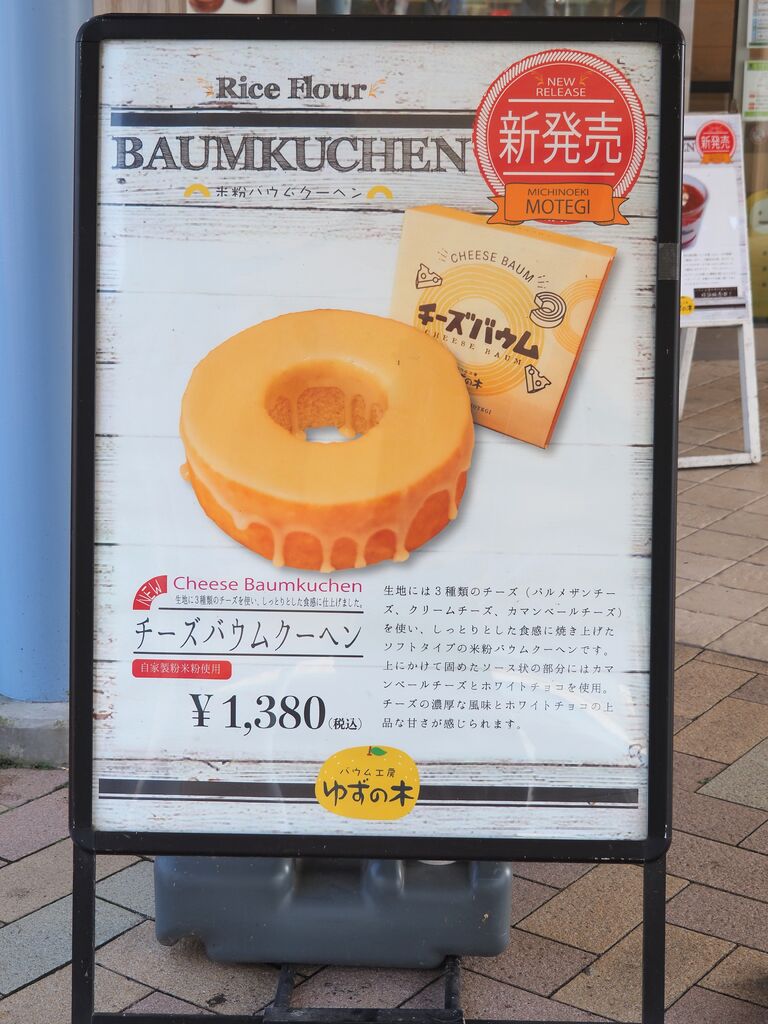 Rice Flour
BAUMKUCHEN
米粉バウムクーヘン
NEW
RELEASE
新発売
MICHINOEKI
MOTEGI
CHEESE BAUM
チーズバウム
CHEESE BAUM
ゆずの木
NEW
Cheese Baumkuchen
生地に3種類のチーズを使い、しっとりとした食感に仕上げました。
チーズバウムクーヘン
自家製粉米粉使用
¥1,380(税込)
生地には3種類のチーズ(パルメザンチー
ズ、クリームチーズ、カマンベールチーズ)
を使い、しっとりとした食感に焼き上げた
ソフトタイプの米粉バウムクーヘンです。
上にかけて固めたソース状の部分にはカマ
ンベールチーズとホワイトチョコを使用。
チーズの濃厚な風味とホワイトチョコの上
品な甘さが感じられます。
バウム工房
ゆずの木
EN
新発売